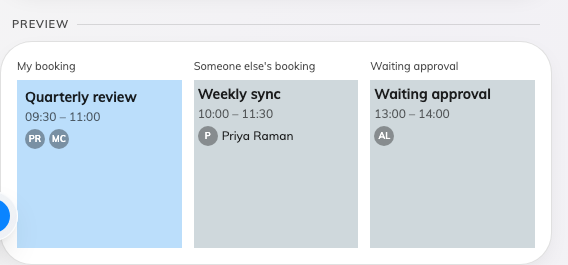 PREVIEW
My booking
Someone else's booking
Waiting approval
Quarterly review
09:30 – 11:00
PR MC
Weekly sync
10:00 – 11:30
P Priya Raman
Waiting approval
13:00 – 14:00
AL